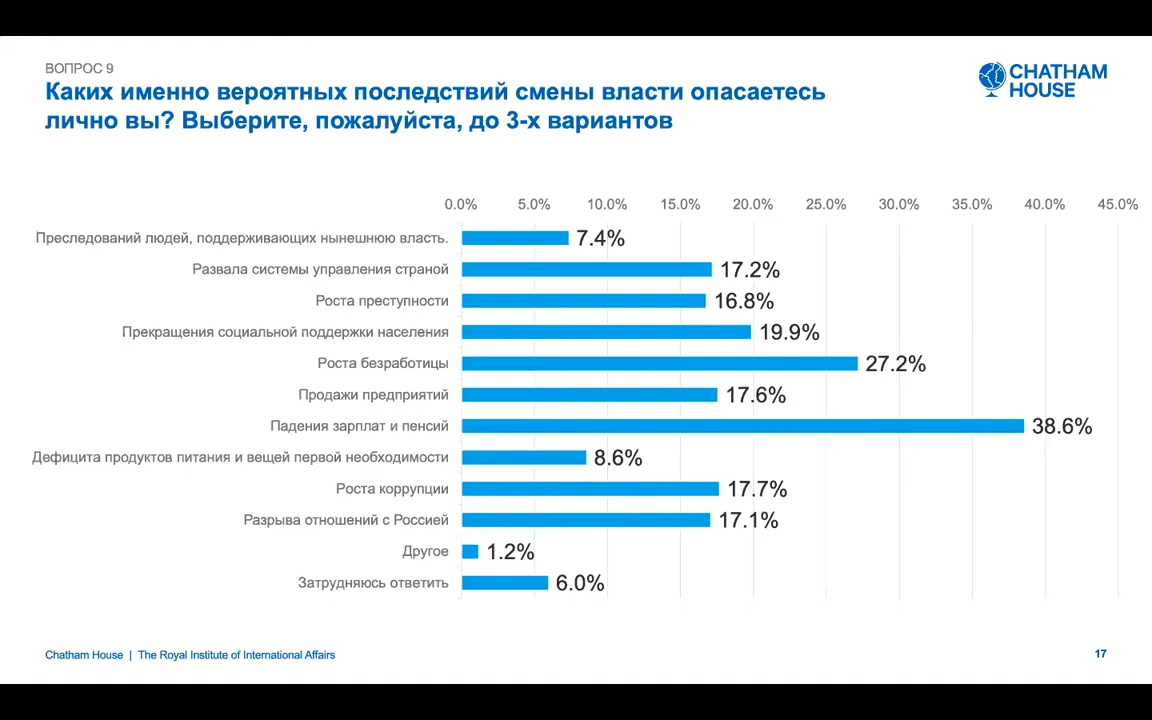 ВОПРОС 9
Каких именно вероятных последствий смены власти опасаетесь
лично вы? Выберите, пожалуйста, до 3-х вариантов
CHATHAM
HOUSE
0.0% 5.0% 10.0% 15.0% 20.0% 25.0% 30.0% 35.0% 40.0% 45.0%
Преследований людей, поддерживающих нынешнюю власть. 7.4%
Развала системы управления страной 17.2%
Роста преступности 16.8%
Прекращения социальной поддержки населения 19.9%
Роста безработицы 27.2%
Продажи предприятий 17.6%
Падения зарплат и пенсий 38.6%
Дефицита продуктов питания и вещей первой необходимости 8.6%
Роста коррупции 17.7%
Разрыва отношений с Россией 17.1%
Другое 1.2%
Затрудняюсь ответить 6.0%
Chatham House | The Royal Institute of International Affairs
17